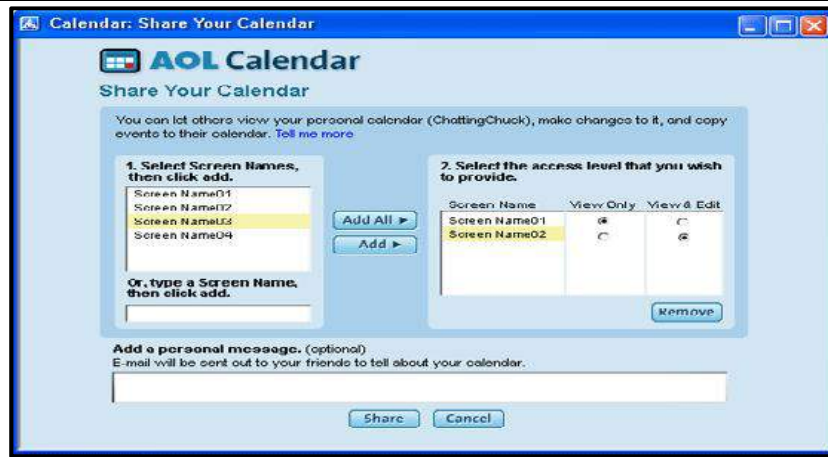 Calendar: Share Your Calendar
AOL Calendar
Share Your Calendar
You can let others view your personal calendar (ChattingChuck), make changes to it, and copy
events to their calendar. Tell me more
1. Select Screen Names,
then click add.
Screen Name01
Screen Name02
Screen Name03
Screen Name04
Or, type a Screen Name,
then click add.
Add All ►
Add ►
2. Select the access level that you wish
to provide.
Screen Name View Only View & Edit
Screen Name01
Screen Name02
Remove
Add a personal message. (optional)
E-mail will be sent out to your friends to tell about your calendar.
Share Cancel